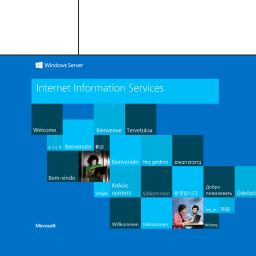 Windows Server
Internet Information Services
Welcome
Bienvenue
Tervetuloa
ようこそ
Benvenuto
歡迎
Bem-vindo
Bienvenido
Hoş geldiniz
ברוכים הבאים
Vítejte
Καλώς
ορίσατε
Välkommen
환영합니다
Добро
пожаловать
Üdvözöljük
Willkommen
Velkommen
مرحبا
欢迎
Witamy
Microsoft